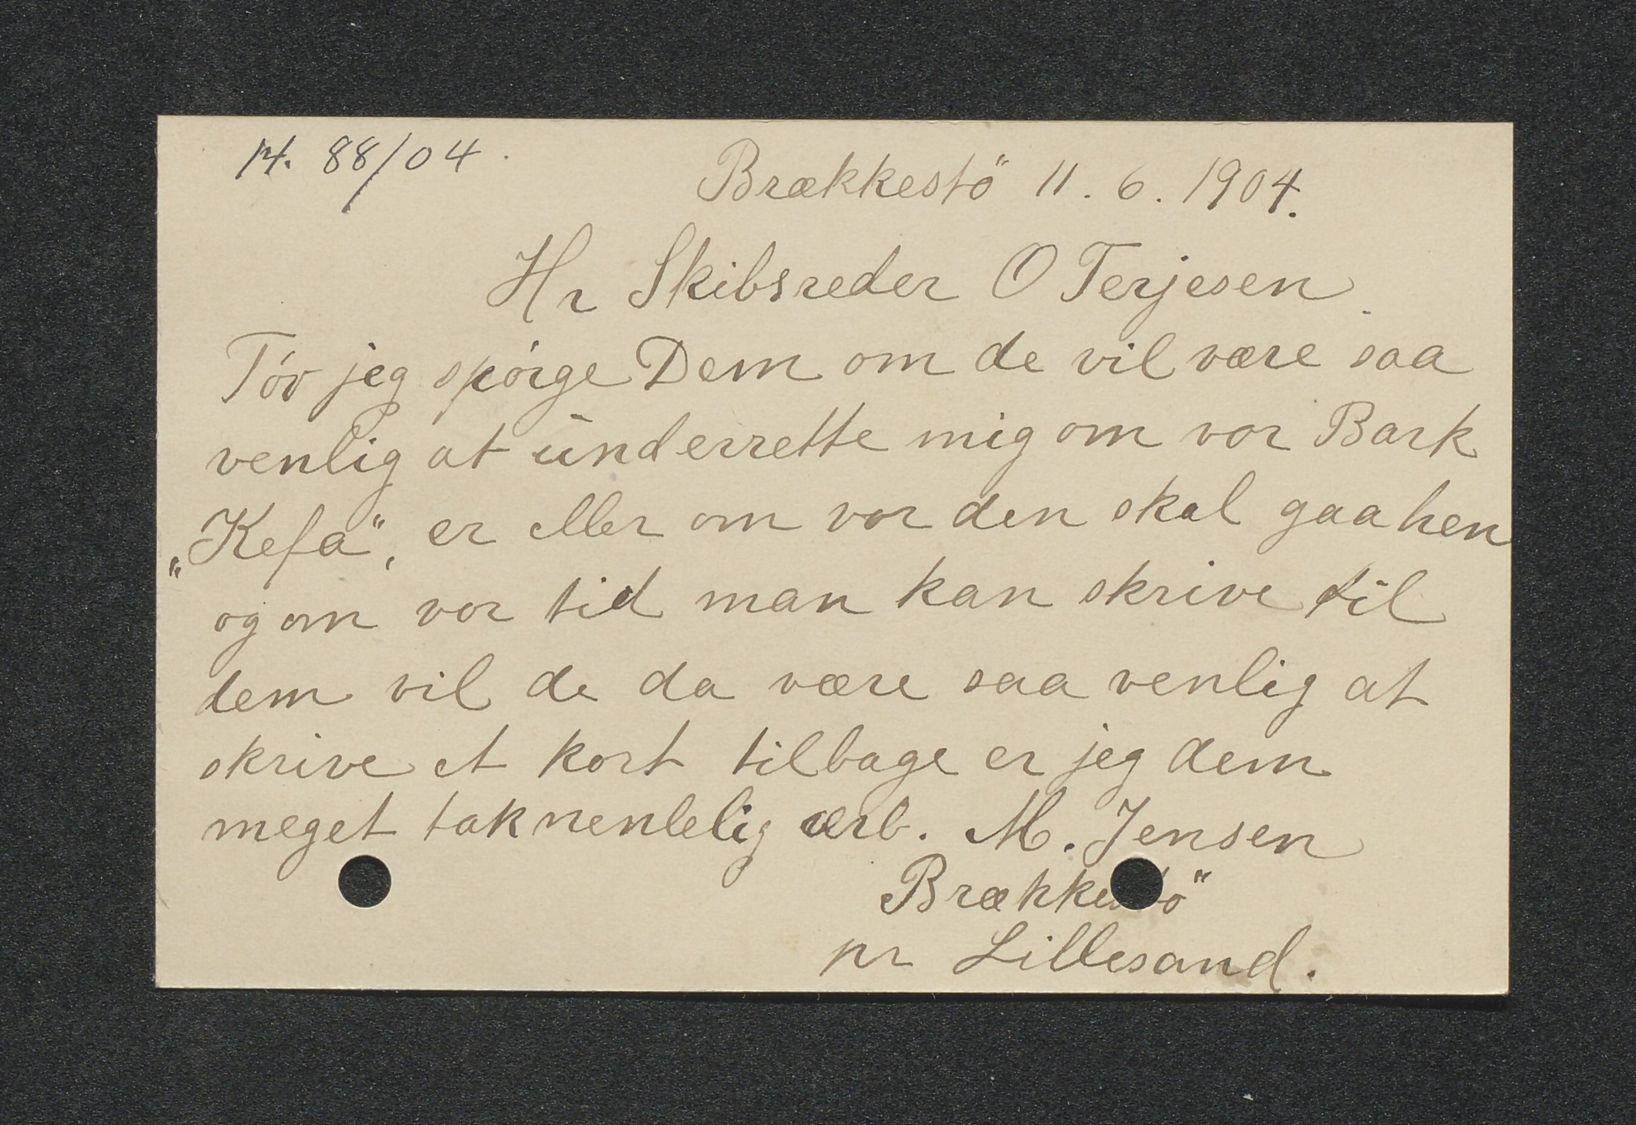 14. 88/04.
Brækkestö 11. 6. 1904.
Hr Skibsreder O Terjesen.
Töv jeg spörge Dem om de vil være saa
venlig at underrette mig om vor Bark
„Kefa“, er eller om vor den skal gaa hen
og om vor tid man kan skrive til
dem vil de da være saa venlig at
skrive et kort tilbage er jeg dem
meget taknenlelig ærb. M. Jensen
Brækkestö
pr Lillesand.